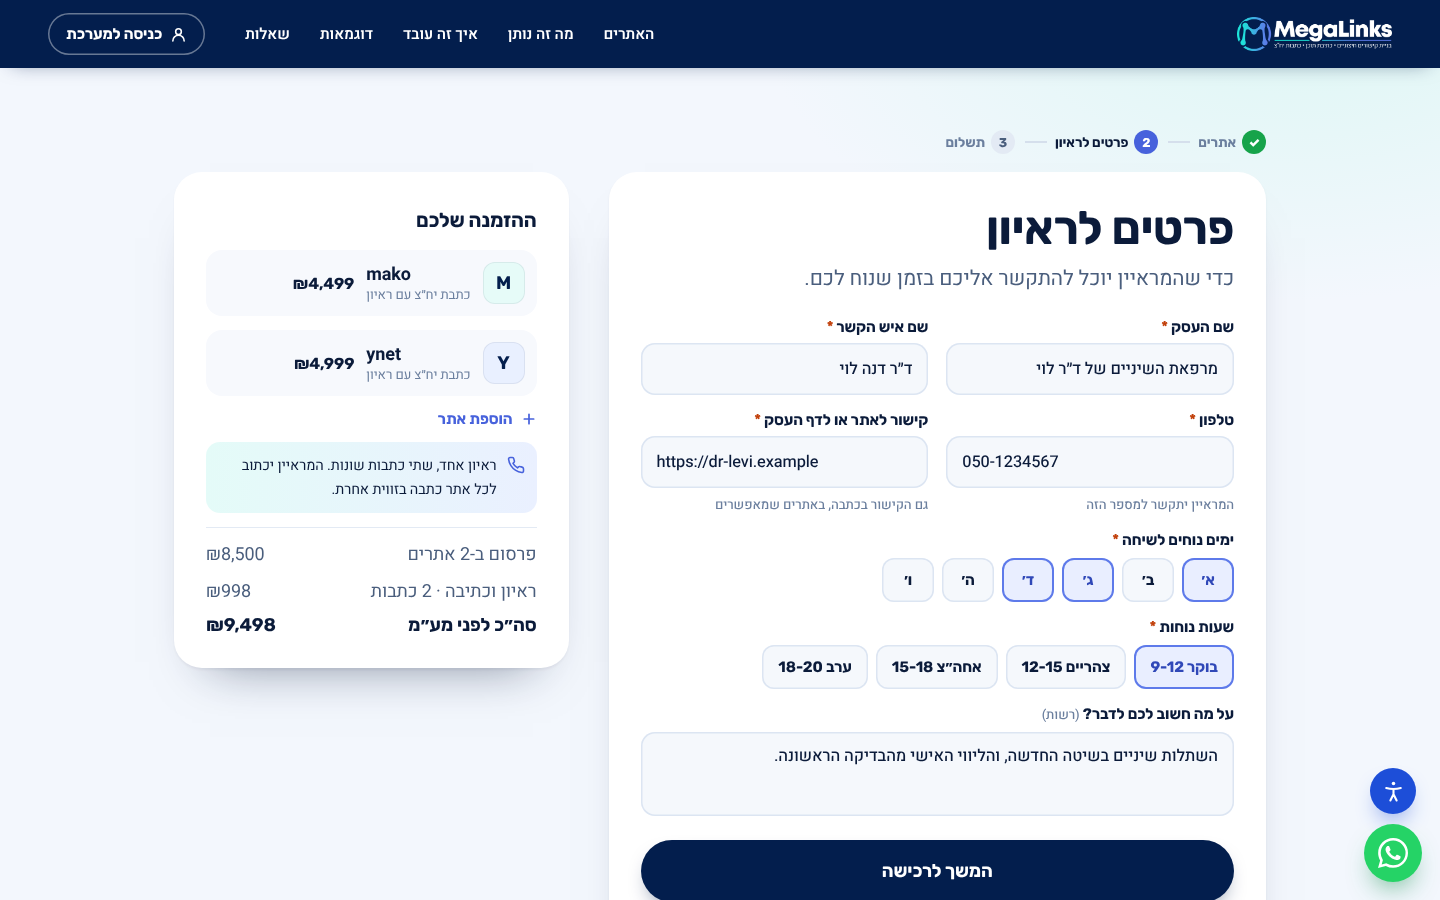 MegaLinks
בניית קישורים חיצוניים • כתיבת תוכן • כתבות יח"צ
האתרים
מה זה נותן
איך זה עובד
דוגמאות
שאלות
כניסה למערכת
אתרים
2 פרטים לראיון
3 תשלום
פרטים לראיון
כדי שהמראיין יוכל להתקשר אליכם בזמן שנוח לכם.
שם העסק *
מרפאת השיניים של ד״ר לוי
שם איש הקשר *
ד״ר דנה לוי
טלפון *
050-1234567
המראיין יתקשר למספר הזה
קישור לאתר או לדף העסק *
https://dr-levi.example
גם הקישור בכתבה, באתרים שמאפשרים
ימים נוחים לשיחה *
א׳
ב׳
ג׳
ד׳
ה׳
ו׳
שעות נוחות *
בוקר 9-12
צהריים 12-15
אחה״צ 15-18
ערב 18-20
על מה חשוב לכם לדבר? (רשות)
השתלות שיניים בשיטה החדשה, והליווי האישי מהבדיקה הראשונה.
המשך לרכישה
ההזמנה שלכם
M
mako
כתבת יח״צ עם ראיון
₪4,499
Y
ynet
כתבת יח״צ עם ראיון
₪4,999
+ הוספת אתר
ראיון אחד, שתי כתבות שונות. המראיין יכתוב
לכל אתר כתבה בזווית אחרת.
פרסום ב-2 אתרים ₪8,500
ראיון וכתיבה · 2 כתבות ₪998
סה״כ לפני מע״מ ₪9,498